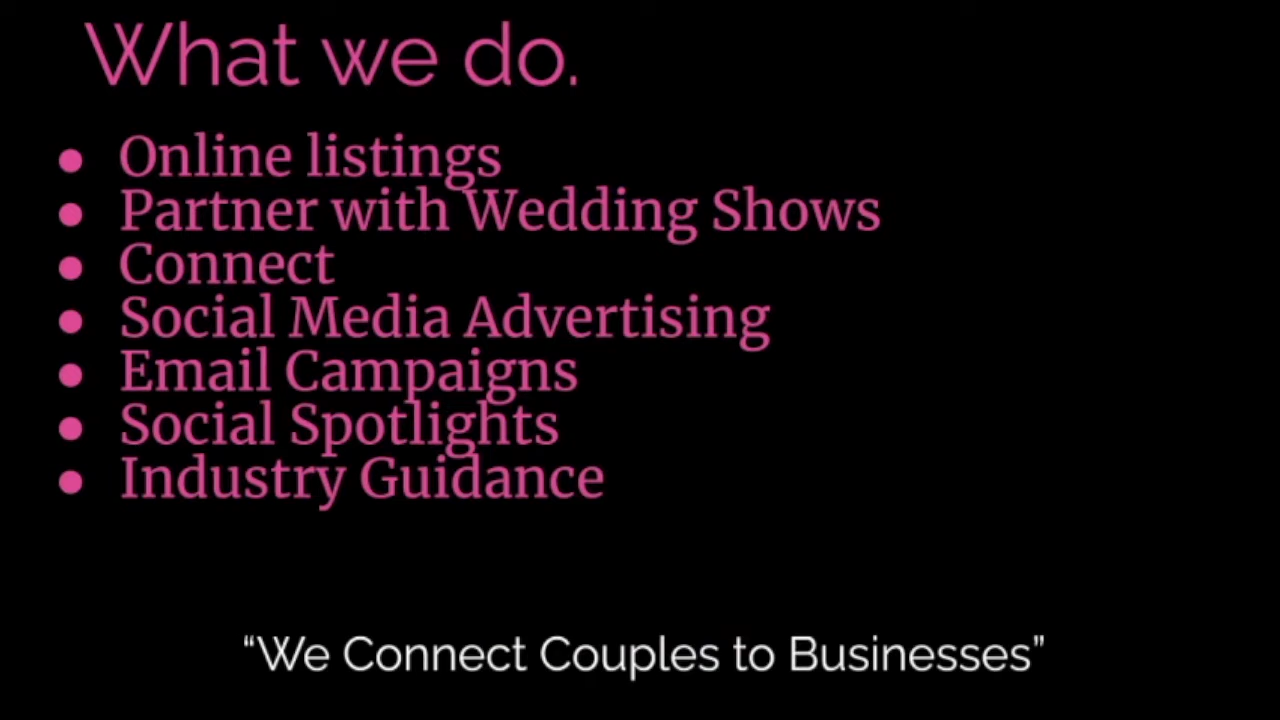 What we do.
● Online listings
● Partner with Wedding Shows
● Connect
● Social Media Advertising
● Email Campaigns
● Social Spotlights
● Industry Guidance
“We Connect Couples to Businesses”